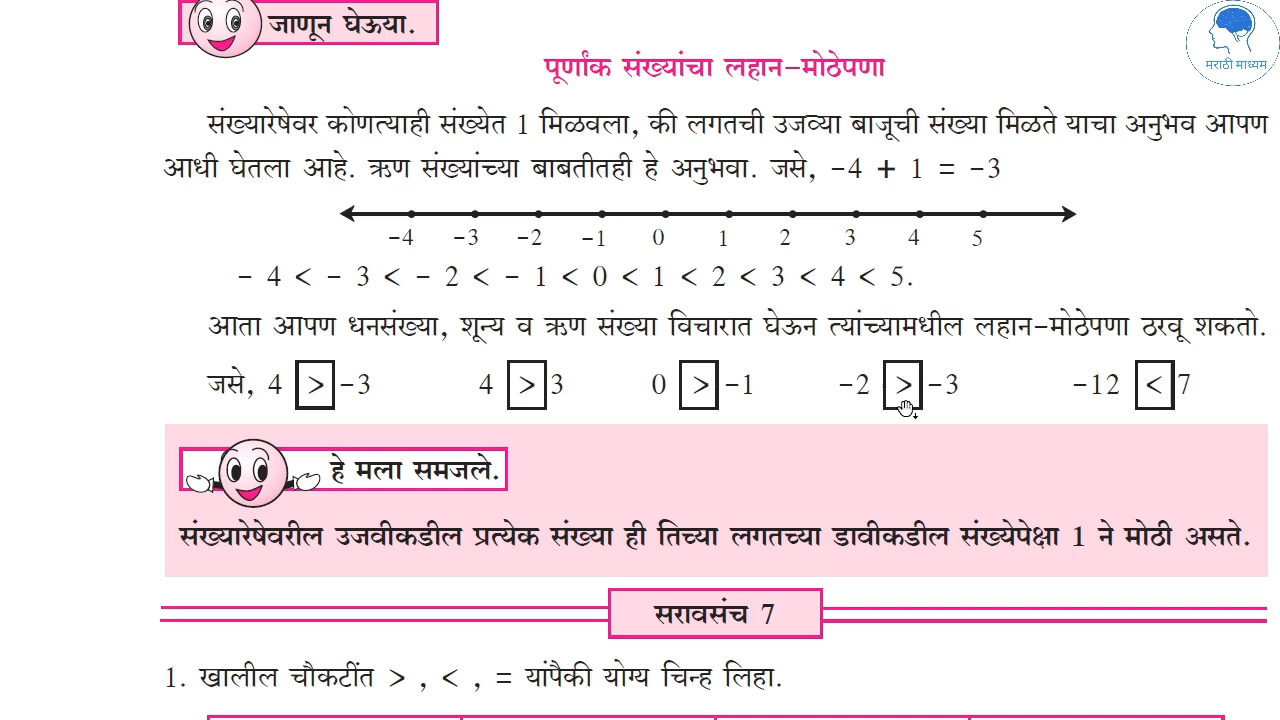 जाणून घेऊया.
मराठी माध्यम
पूर्णांक संख्यांचा लहान-मोठेपणा
संख्यारेषेवर कोणत्याही संख्येत 1 मिळवला, की लगतची उजव्या बाजूची संख्या मिळते याचा अनुभव आपण
आधी घेतला आहे. ऋण संख्यांच्या बाबतीतही हे अनुभवा. जसे, -4 + 1 = -3
-4 -3 -2 -1 0 1 2 3 4 5
- 4 < - 3 < - 2 < - 1 < 0 < 1 < 2 < 3 < 4 < 5.
आता आपण धनसंख्या, शून्य व ऋण संख्या विचारात घेऊन त्यांच्यामधील लहान-मोठेपणा ठरवू शकतो.
जसे, 4 > -3 4 > 3 0 > -1 -2 > -3 -12 < 7
हे मला समजले.
संख्यारेषेवरील उजवीकडील प्रत्येक संख्या ही तिच्या लगतच्या डावीकडील संख्येपेक्षा 1 ने मोठी असते.
सरावसंच 7
1. खालील चौकटींत > , < , = यांपैकी योग्य चिन्ह लिहा.